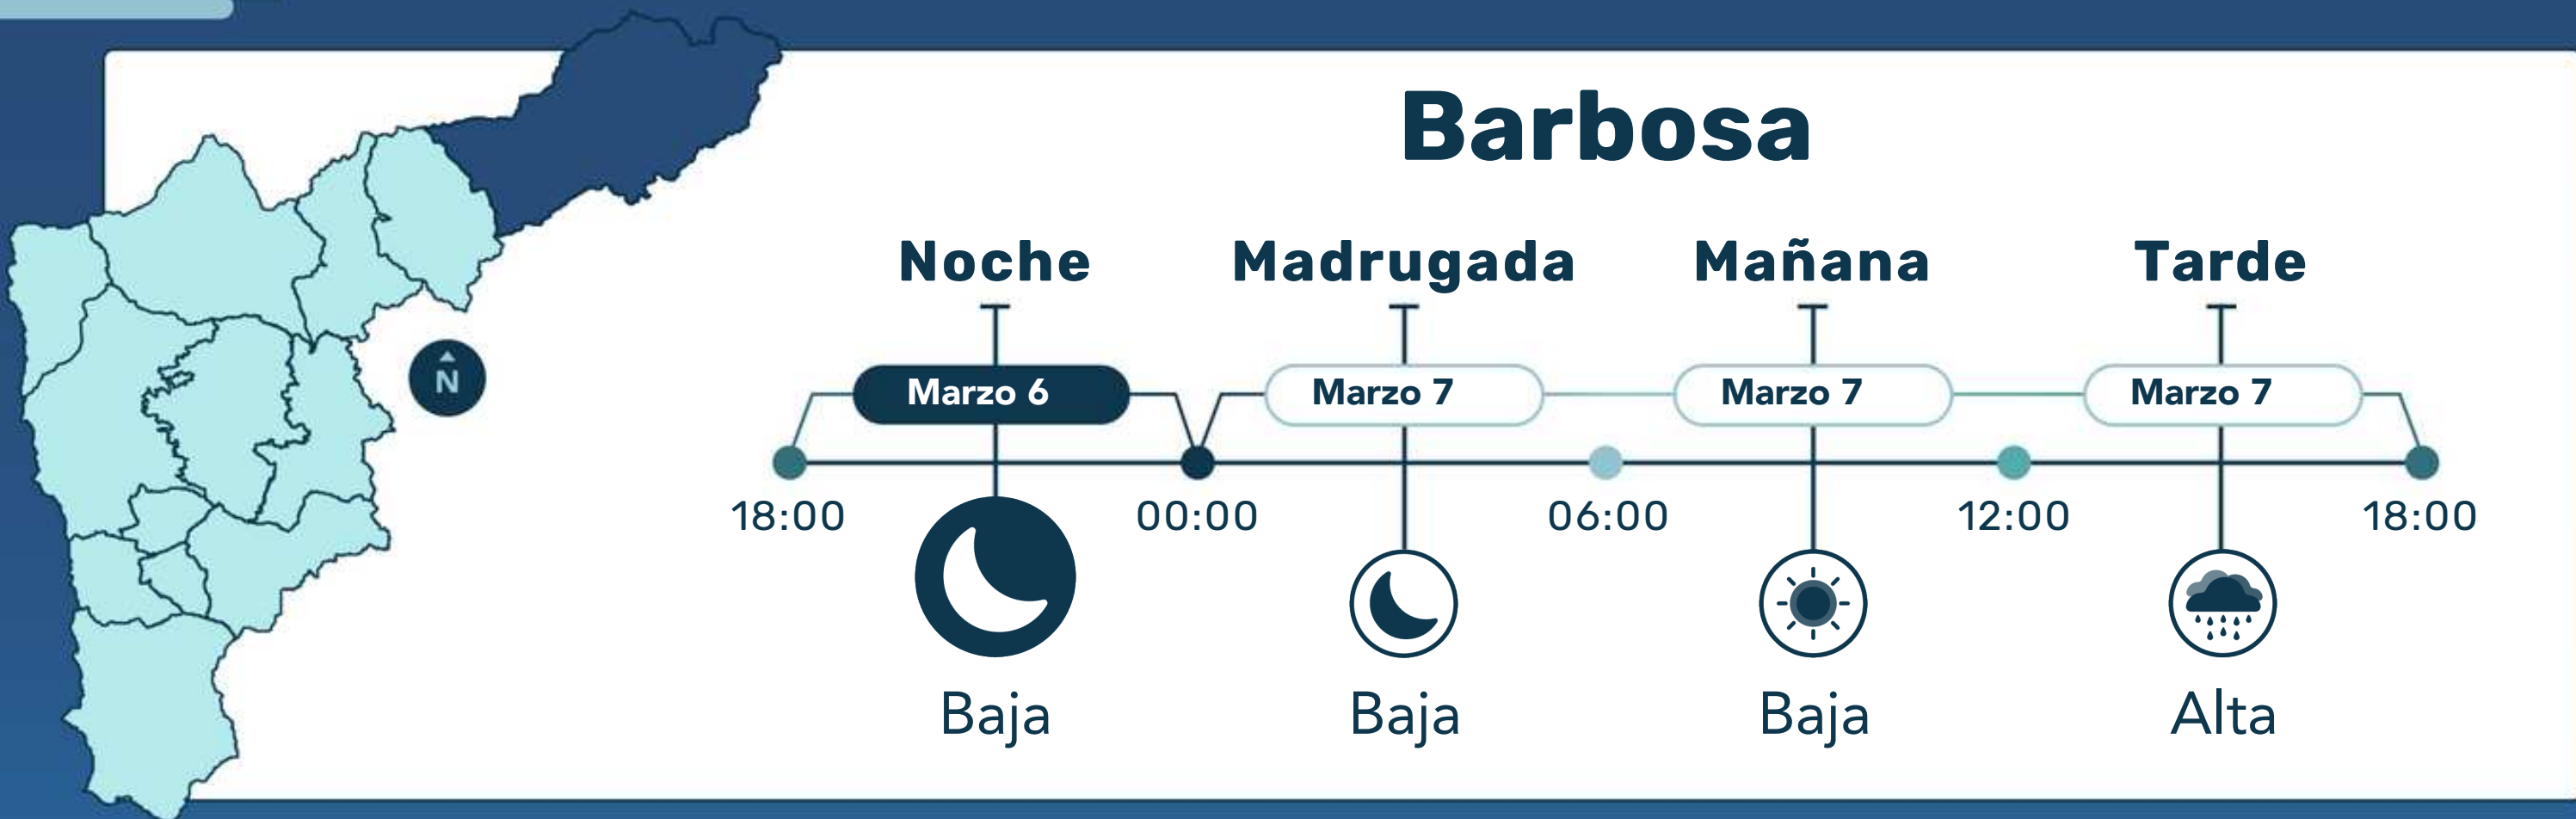 Barbosa
Noche Madrugada Mañana Tarde
Marzo 6 Marzo 7 Marzo 7 Marzo 7
N
18:00 00:00 06:00 12:00 18:00
Baja Baja Baja Alta